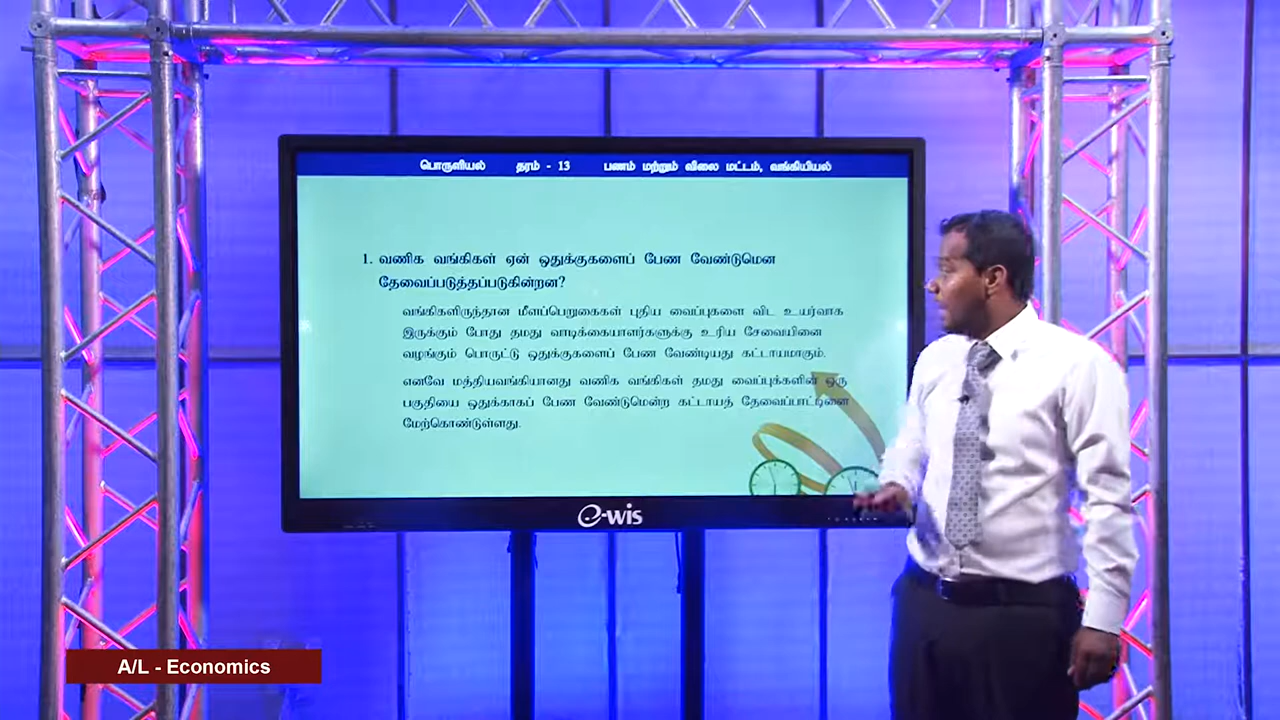 பொருளியல் தரம் - 13 பணம் மற்றும் விலை மட்டம், வங்கியியல்
1. வணிக வங்கிகள் ஏன் ஒதுக்குகளைப் பேண வேண்டுமென
தேவைப்படுத்தப்படுகின்றன?
வங்கிகளிருந்தான மீளப்பெறுகைகள் புதிய வைப்புகளை விட உயர்வாக
இருக்கும் போது தமது வாடிக்கையாளர்களுக்கு உரிய சேவையினை
வழங்கும் பொருட்டு ஒதுக்குகளைப் பேண வேண்டியது கட்டாயமாகும்.
எனவே மத்தியவங்கியானது வணிக வங்கிகள் தமது வைப்புக்களின் ஒரு
பகுதியை ஒதுக்காகப் பேண வேண்டுமென்ற கட்டாயத் தேவைப்பாட்டினை
மேற்கொண்டுள்ளது.
e-wis
A/L - Economics